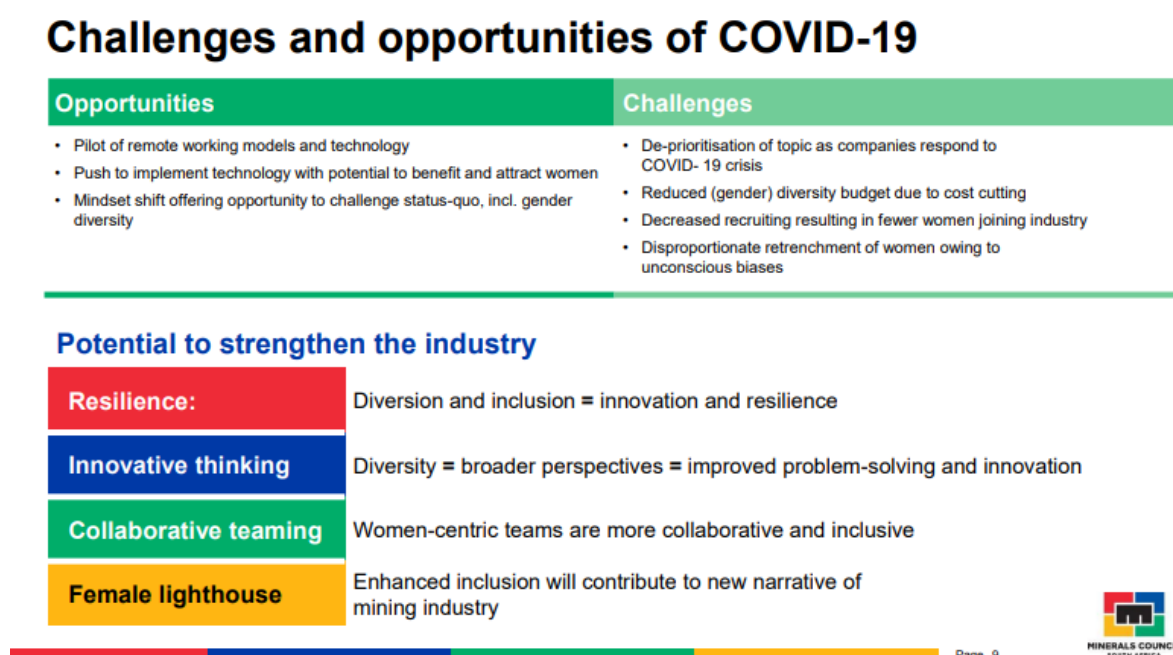 Challenges and opportunities of COVID-19
Opportunities
• Pilot of remote working models and technology
• Push to implement technology with potential to benefit and attract women
• Mindset shift offering opportunity to challenge status-quo, incl. gender
diversity
Challenges
• De-prioritisation of topic as companies respond to
COVID- 19 crisis
• Reduced (gender) diversity budget due to cost cutting
• Decreased recruiting resulting in fewer women joining industry
• Disproportionate retrenchment of women owing to
unconscious biases
Potential to strengthen the industry
Resilience:
Diversion and inclusion = innovation and resilience
Innovative thinking
Diversity = broader perspectives = improved problem-solving and innovation
Collaborative teaming
Women-centric teams are more collaborative and inclusive
Female lighthouse
Enhanced inclusion will contribute to new narrative of
mining industry
Page 9
MINERALS COUNC
SOUTH AFRICA